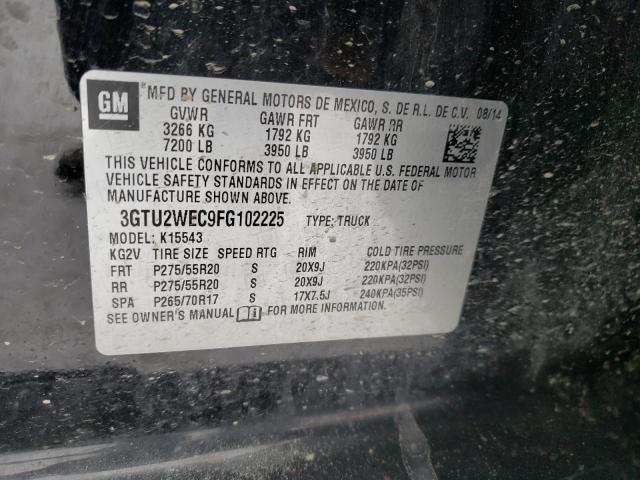 GM
MFD BY GENERAL MOTORS DE MEXICO, S. DE R.L. DE C.V. 08/14
GVWR GAWR FRT GAWR RR
3266 KG 1792 KG 1792 KG
7200 LB 3950 LB 3950 LB
THIS VEHICLE CONFORMS TO ALL APPLICABLE U.S. FEDERAL MOTOR
VEHICLE SAFETY STANDARDS IN EFFECT ON THE DATE OF
MANUFACTURE SHOWN ABOVE.
3GTU2WEC9FG102225 TYPE: TRUCK
MODEL: K15543
KG2V TIRE SIZE SPEED RTG RIM COLD TIRE PRESSURE
FRT P275/55R20 S 20X9J 220KPA(32PSI)
RR P275/55R20 S 20X9J 220KPA(32PSI)
SPA P265/70R17 S 17X7.5J 240KPA(35PSI)
SEE OWNER'S MANUAL FOR MORE INFORMATION.